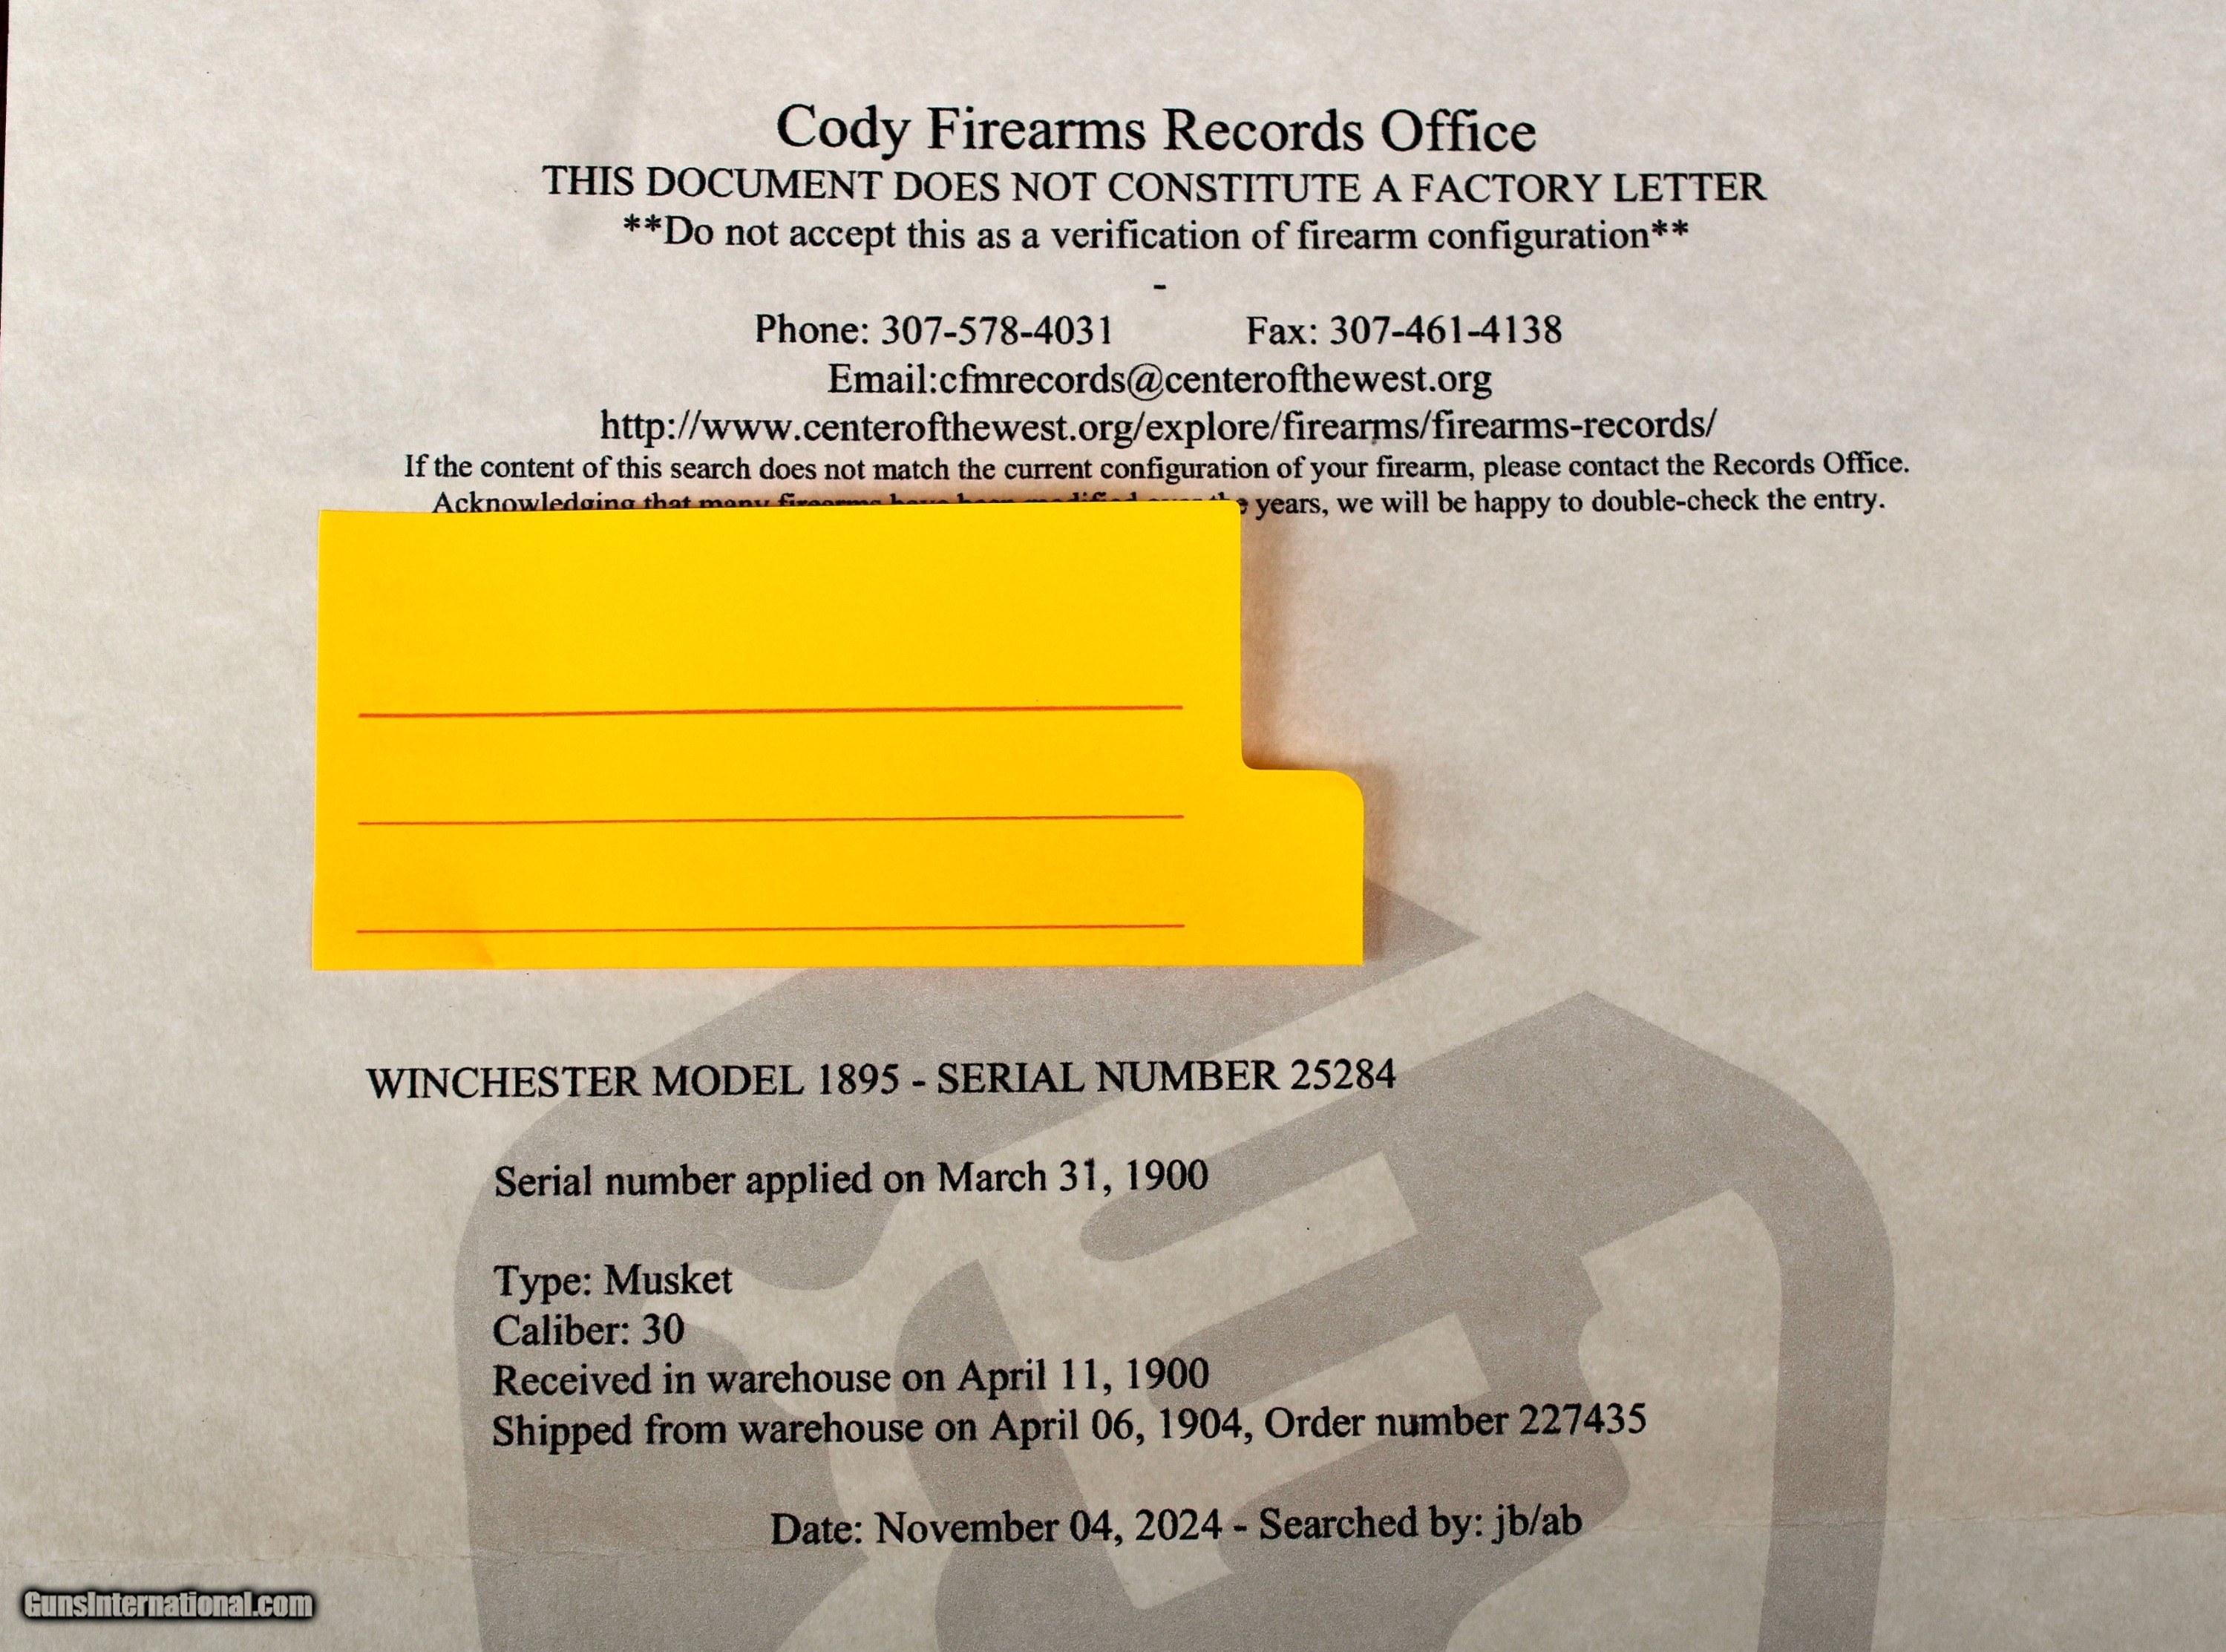 Cody Firearms Records Office
THIS DOCUMENT DOES NOT CONSTITUTE A FACTORY LETTER
**Do not accept this as a verification of firearm configuration**
-
Phone: 307-578-4031 Fax: 307-461-4138
Email:cfmrecords@centerofthewest.org
http://www.centerofthewest.org/explore/firearms/firearms-records/
If the content of this search does not match the current configuration of your firearm, please contact the Records Office.
Acknowledging that many firearms have been modified over the years, we will be happy to double-check the entry.
WINCHESTER MODEL 1895 - SERIAL NUMBER 25284
Serial number applied on March 31, 1900
Type: Musket
Caliber: 30
Received in warehouse on April 11, 1900
Shipped from warehouse on April 06, 1904, Order number 227435
Date: November 04, 2024 - Searched by: jb/ab
GunsInternational.com